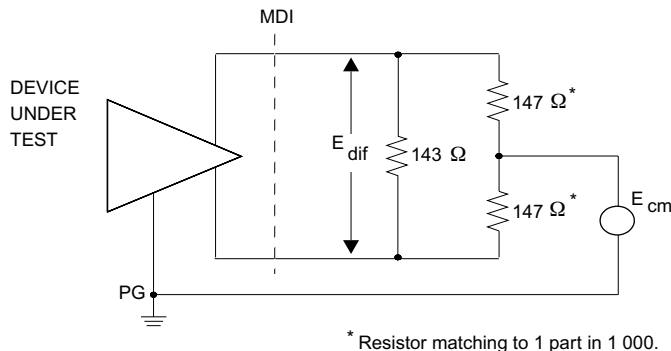 MDI
DEVICE
UNDER
TEST
147 Ω*
E dif
143 Ω
147 Ω*
E cm
PG
* Resistor matching to 1 part in 1 000.